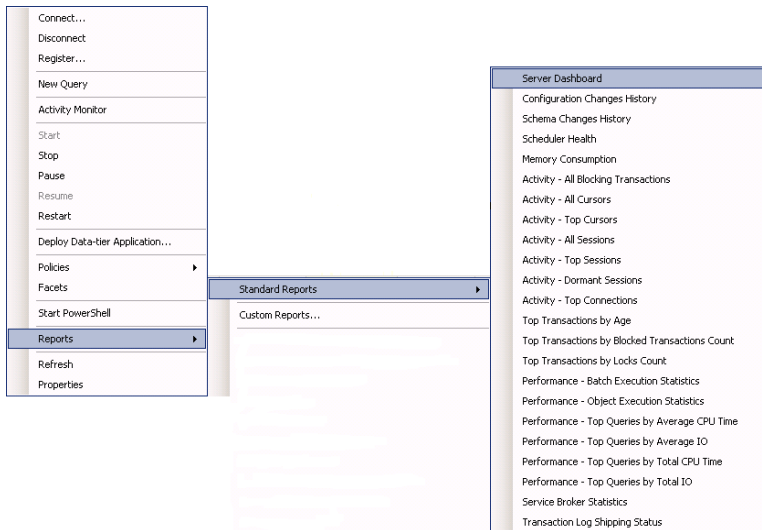 Connect...
Disconnect
Register...
New Query
Activity Monitor
Start
Stop
Pause
Resume
Restart
Deploy Data-tier Application...
Policies
Facets
Start PowerShell
Reports
Refresh
Properties
Standard Reports
Custom Reports...
Server Dashboard
Configuration Changes History
Schema Changes History
Scheduler Health
Memory Consumption
Activity - All Blocking Transactions
Activity - All Cursors
Activity - Top Cursors
Activity - All Sessions
Activity - Top Sessions
Activity - Dormant Sessions
Activity - Top Connections
Top Transactions by Age
Top Transactions by Blocked Transactions Count
Top Transactions by Locks Count
Performance - Batch Execution Statistics
Performance - Object Execution Statistics
Performance - Top Queries by Average CPU Time
Performance - Top Queries by Average IO
Performance - Top Queries by Total CPU Time
Performance - Top Queries by Total IO
Service Broker Statistics
Transaction Log Shipping Status